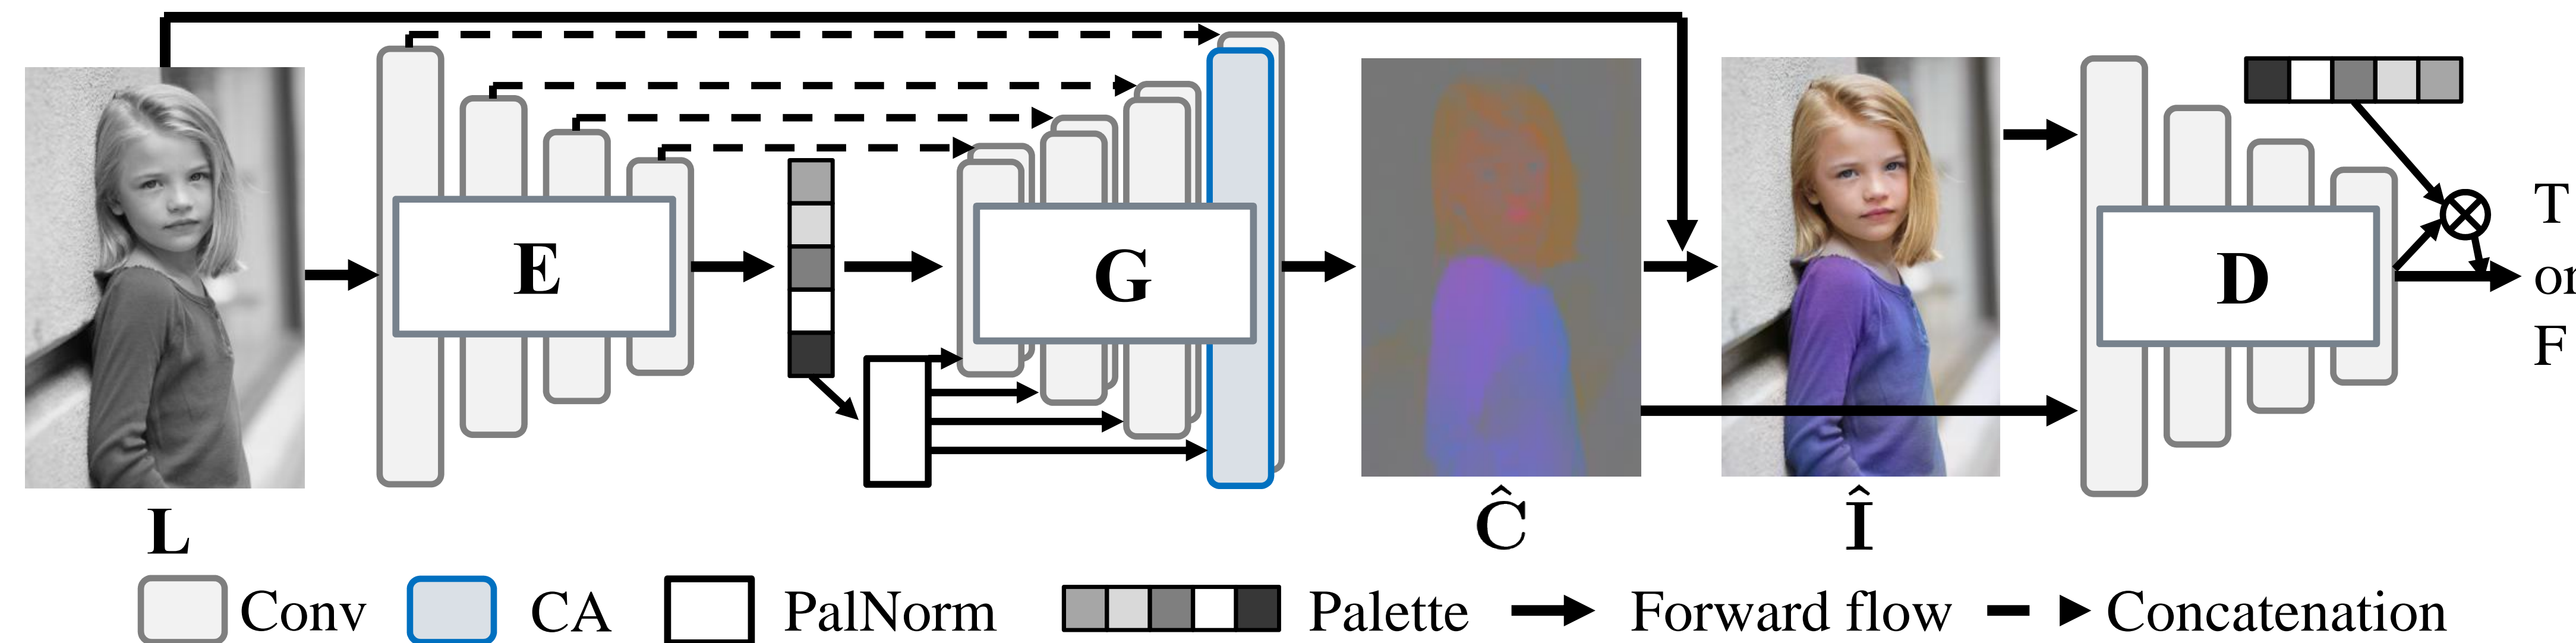 E
G
D
T
or
F
L
Ĉ
Î
Conv CA PalNorm Palette Forward flow Concatenation